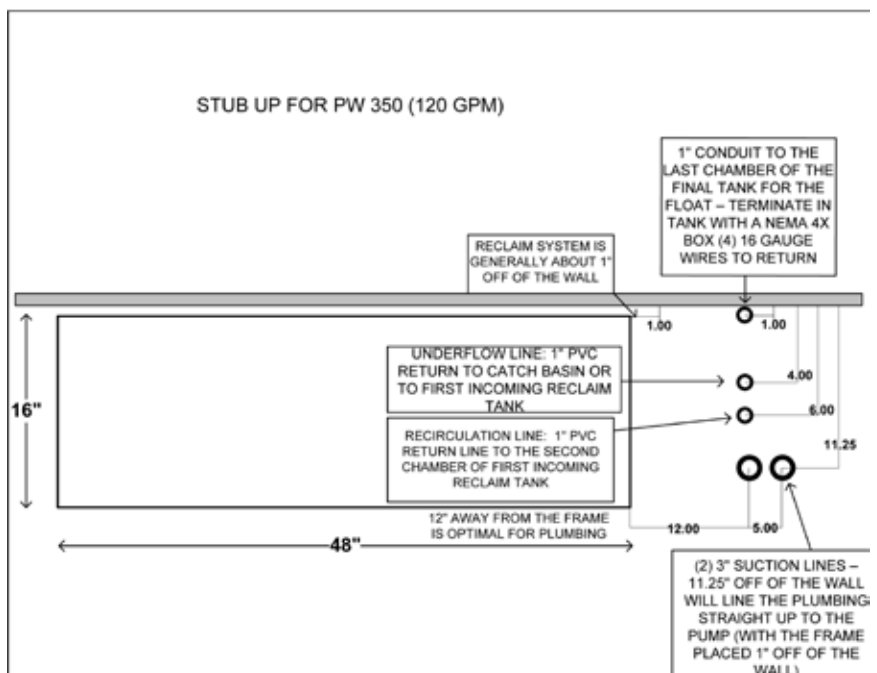 STUB UP FOR PW 350 (120 GPM)
1" CONDUIT TO THE
LAST CHAMBER OF THE
FINAL TANK FOR THE
FLOAT – TERMINATE IN
TANK WITH A NEMA 4X
BOX (4) 16 GAUGE
WIRES TO RETURN
RECLAIM SYSTEM IS
GENERALLY ABOUT 1"
OFF OF THE WALL
1.00
1.00
UNDERFLOW LINE: 1" PVC
RETURN TO CATCH BASIN OR
TO FIRST INCOMING RECLAIM
TANK
4.00
16"
6.00
RECIRCULATION LINE: 1" PVC
RETURN LINE TO THE SECOND
CHAMBER OF FIRST INCOMING
RECLAIM TANK
11.25
12" AWAY FROM THE FRAME
IS OPTIMAL FOR PLUMBING
12.00
5.00
48"
(2) 3" SUCTION LINES –
11.25" OFF OF THE WALL
WILL LINE THE PLUMBING
STRAIGHT UP TO THE
PUMP (WITH THE FRAME
PLACED 1" OFF OF THE
WALL)